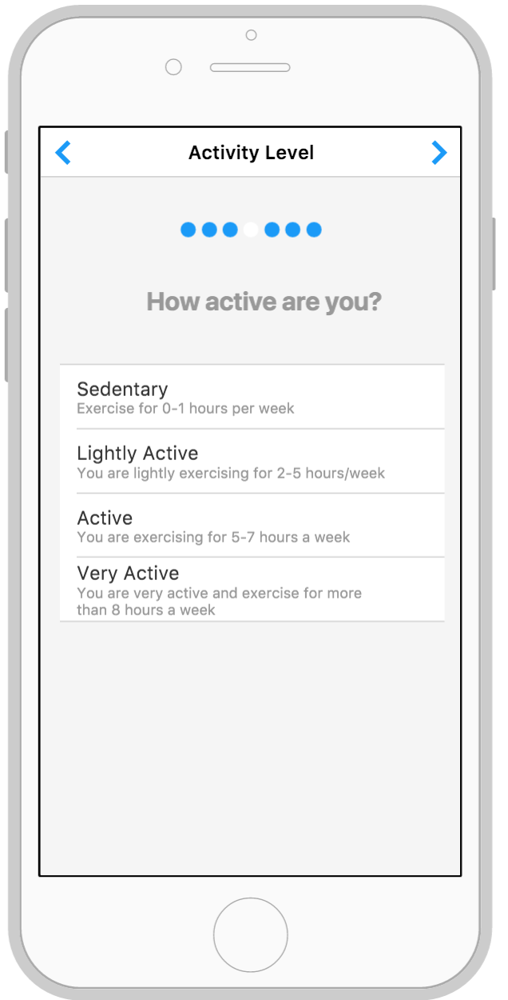 Activity Level
How active are you?
Sedentary
Exercise for 0-1 hours per week
Lightly Active
You are lightly exercising for 2-5 hours/week
Active
You are exercising for 5-7 hours a week
Very Active
You are very active and exercise for more
than 8 hours a week